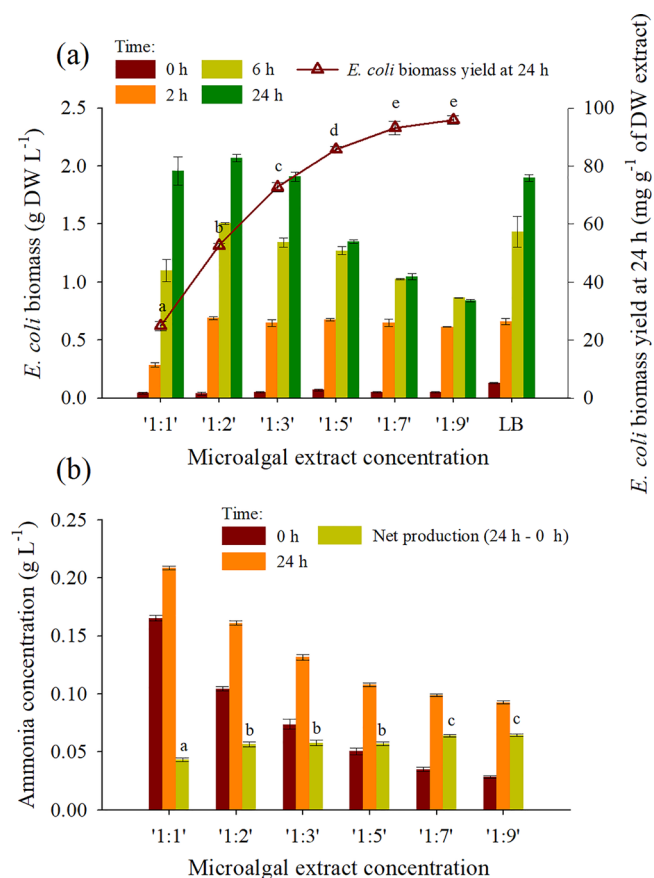 (a)
Time:
0 h
6 h
E. coli biomass yield at 24 h
2 h
24 h
E. coli biomass (g DW L-1)
2.5
2.0
1.5
1.0
0.5
0.0
100
80
60
40
20
0
E. coli biomass yield at 24 h (mg g-1 of DW extract)
a
b
c
d
e
e
'1:1'
'1:2'
'1:3'
'1:5'
'1:7'
'1:9'
LB
Microalgal extract concentration
(b)
Time:
0 h
Net production (24 h - 0 h)
24 h
Ammonia concentration (g L-1)
0.25
0.20
0.15
0.10
0.05
0.00
a
b
b
b
c
c
'1:1'
'1:2'
'1:3'
'1:5'
'1:7'
'1:9'
Microalgal extract concentration